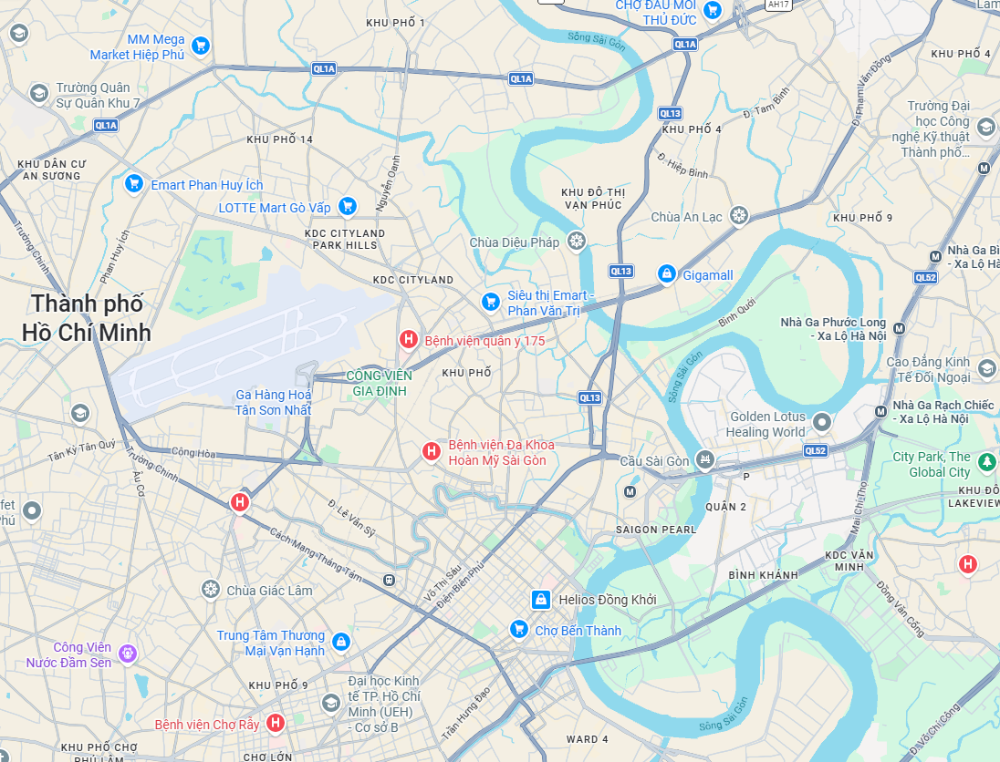 KHU PHỐ 1
CHỢ ĐẦU MỐI
THỦ ĐỨC
AH17
MM Mega
Market Hiệp Phú
Sông Sài Gòn
QL1A
QL1A
QL1A
KHU PHỐ 4
Đ. Phạm Văn Đồng
Trường Quân
Sự Quân Khu 7
QL1A
QL13
Đ. Tam Bình
Trường Đại
học Công
nghệ Kỹ thuật
Thành phố...
KHU PHỐ 4
KHU PHỐ 14
KHU DÂN CƯ
AN SƯƠNG
Đ. Hiệp Bình
M
Emart Phan Huy Ích
Nguyễn Oanh
LOTTE Mart Gò Vấp
KHU ĐÔ THỊ
VẠN PHÚC
Chùa An Lạc
KHU PHỐ 9
Trường Chinh
Phan Huy Ích
KDC CITYLAND
PARK HILLS
Chùa Diệu Pháp
M
Nhà Ga Bì
- Xa Lộ Hà
KDC CITYLAND
QL13
Gigamall
QL52
Thành phố
Hồ Chí Minh
Siêu thị Emart -
Phan Văn Trị
Bình Quới
Nhà Ga Phước Long
- Xa Lộ Hà Nội
M
H
Bệnh viện quân y 175
Sông Sài Gòn
Cao Đẳng Kinh
Tế Đối Ngoại
CÔNG VIÊN
GIA ĐỊNH
KHU PHỐ
Ga Hàng Hoá
Tân Sơn Nhất
QL13
Nhà Ga Rạch Chiếc
- Xa Lộ Hà Nội
M
Golden Lotus
Healing World
Tân Kỳ Tân Quý
Cộng Hòa
Trường Chinh
H
Bệnh viện Đa Khoa
Hoàn Mỹ Sài Gòn
QL52
Cầu Sài Gòn
City Park, The
Global City
Âu Cơ
P
M
H
Đ. Lê Văn Sỹ
QUẬN 2
KHU ĐÔ
LAKEVIEW
fet
Phú
Mai Chí Thọ
Cách Mạng Tháng Tám
SAIGON PEARL
KDC VĂN
MINH
H
Võ Thị Sáu
Điện Biên Phủ
BÌNH KHÁNH
Chùa Giác Lâm
Helios Đồng Khởi
Đồng Văn Cống
Trung Tâm Thương
Mại Vạn Hạnh
Chợ Bến Thành
Công Viên
Nước Đầm Sen
KHU PHỐ 9
Đại học Kinh
tế TP. Hồ Chí
Minh (UEH)
- Cơ sở B
Trần Hưng Đạo
Sông Sài Gòn
Đ. Võ Chí Công
Bệnh viện Chợ Rẫy
H
WARD 4
KHU PHỐ CHỢ
PHÚ LÂM
CHỢ LỚN